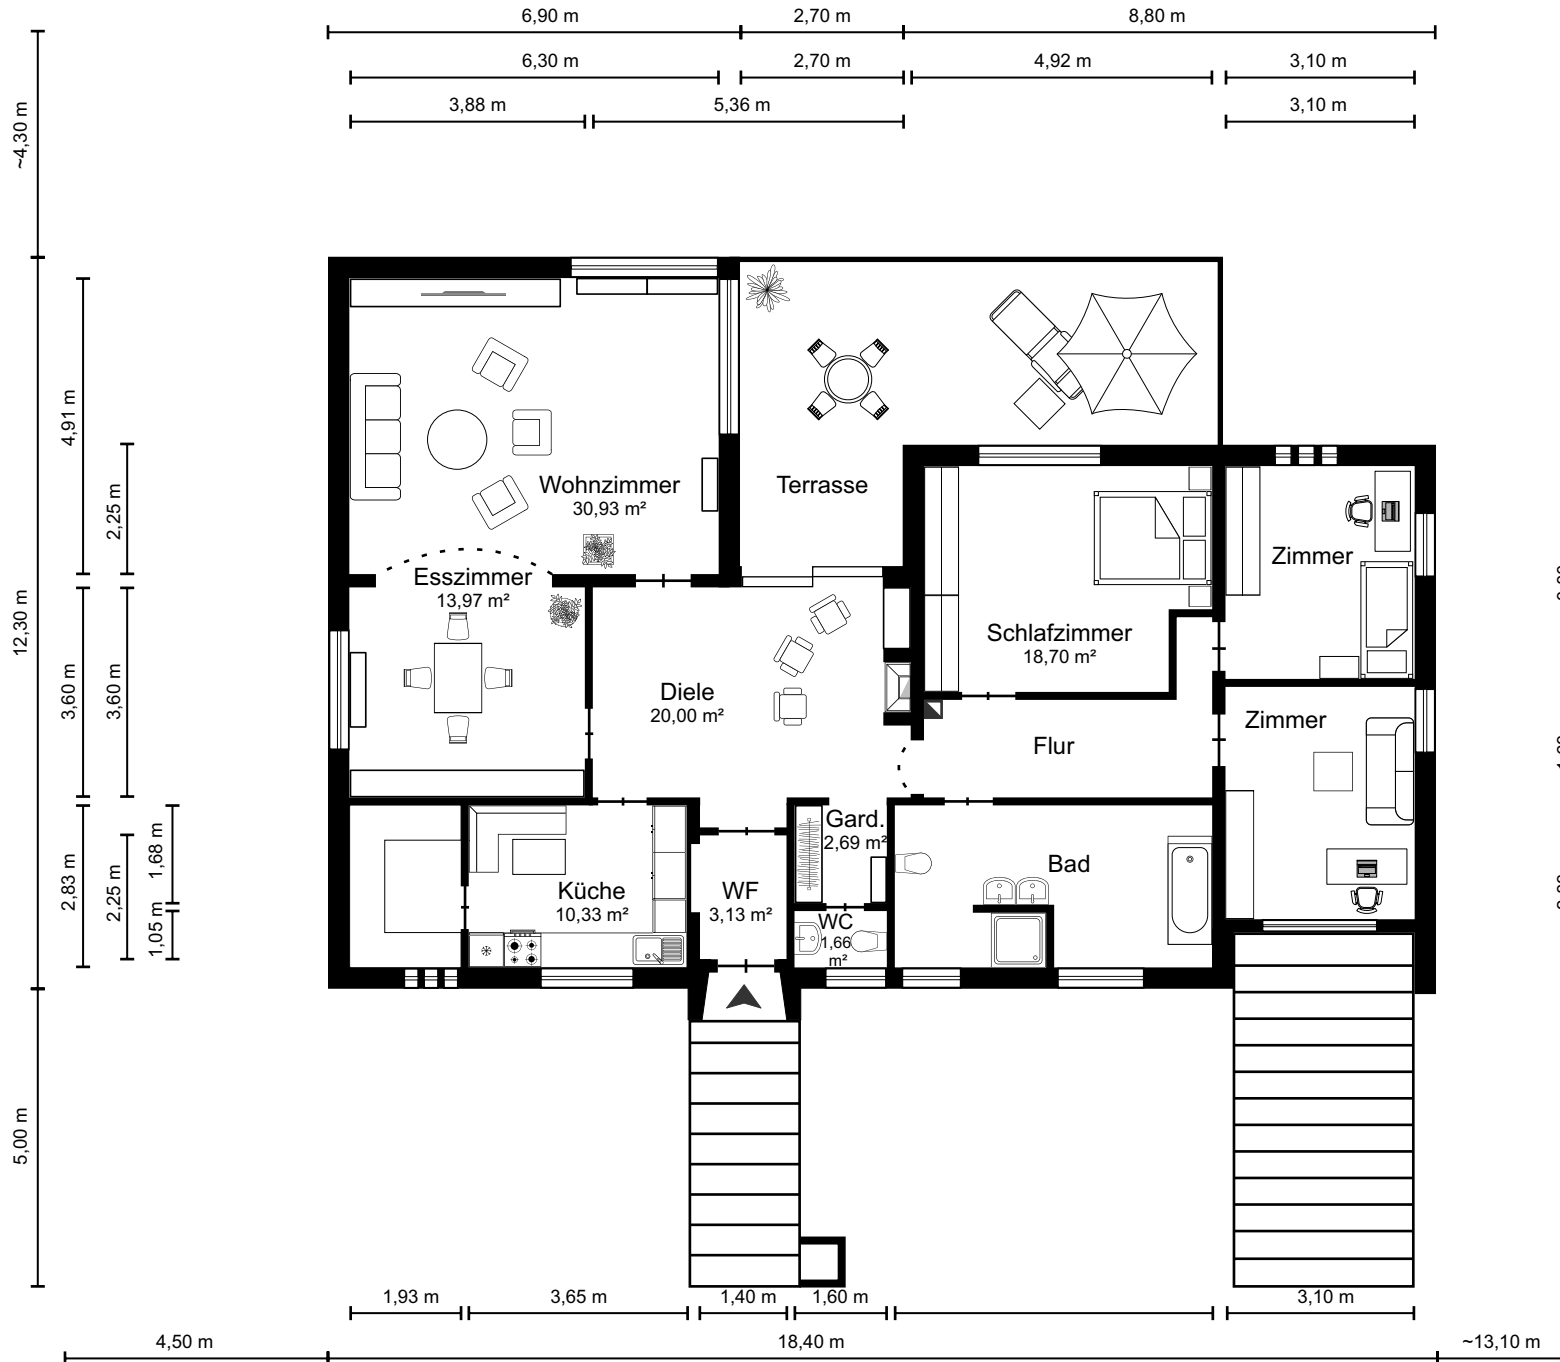 6,90 m
2,70 m
8,80 m
6,30 m
2,70 m
4,92 m
3,10 m
3,88 m
5,36 m
3,10 m
~4,30 m
12,30 m
5,00 m
4,91 m
3,60 m
2,83 m
2,25 m
3,60 m
2,25 m
1,68 m
1,05 m
Wohnzimmer
30,93 m²
Terrasse
Esszimmer
13,97 m²
Zimmer
Schlafzimmer
18,70 m²
Diele
20,00 m²
Zimmer
Flur
Gard.
2,69 m²
Bad
Küche
10,33 m²
WF
3,13 m²
WC
1,66
m²
1,93 m
3,65 m
1,40 m
1,60 m
3,10 m
4,50 m
18,40 m
~13,10 m